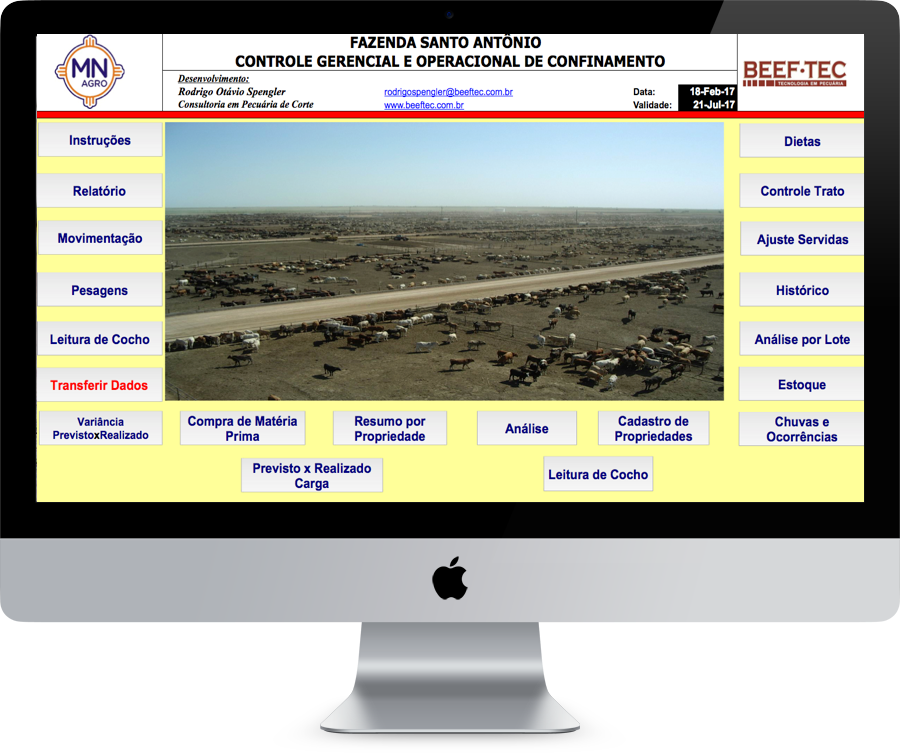 MN
AGRO
FAZENDA SANTO ANTÔNIO
CONTROLE GERENCIAL E OPERACIONAL DE CONFINAMENTO
Desenvolvimento:
Rodrigo Otávio Spengler
Consultoria em Pecuária de Corte
rodrigospengler@beeftec.com.br
www.beeftec.com.br
Data: 18-Feb-17
Validade: 21-Jul-17
BEEF·TEC
TECNOLOGIA EM PECUÁRIA
Instruções
Relatório
Movimentação
Pesagens
Leitura de Cocho
Transferir Dados
Variância
PrevistoxRealizado
Dietas
Controle Trato
Ajuste Servidas
Histórico
Análise por Lote
Estoque
Chuvas e
Ocorrências
Compra de Matéria
Prima
Resumo por
Propriedade
Análise
Cadastro de
Propriedades
Previsto x Realizado
Carga
Leitura de Cocho